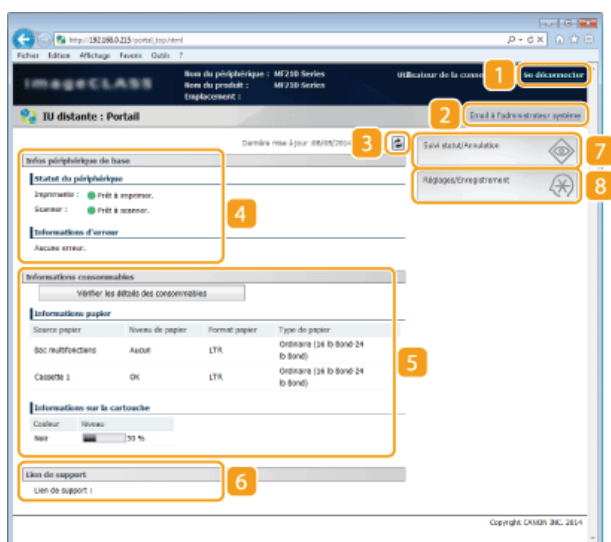 http://192.168.0.215/portal_top.html
Fichier Edition Affichage Favoris Outils ?
imageCLASS
Nom du périphérique : MF210 Series
Nom du produit : MF210 Series
Emplacement :
Utilisateur de la conne
1
Se déconnecter
IU distante : Portail
2
Email à l'administrateur système
Dernière mise à jour :08/09/2014
3
Suivi statut/Annulation
7
Infos périphérique de base
Statut du périphérique
Réglages/Enregistrement
8
Imprimante : Prêt à imprimer.
Scanner : Prêt à scanner.
4
Informations d'erreur
Aucune erreur.
Informations consommables
Vérifier les détails des consommables
Informations papier
Source papier Niveau de papier Format papier Type de papier
Bac multifonctions Aucun LTR Ordinaire (16 lb Bond-24
lb Bond)
5
Cassette 1 OK LTR Ordinaire (16 lb Bond-24
lb Bond)
Informations sur la cartouche
Couleur Niveau
Noir 30 %
Lien de support
6
Lien de support :
Copyright CANON INC. 2014